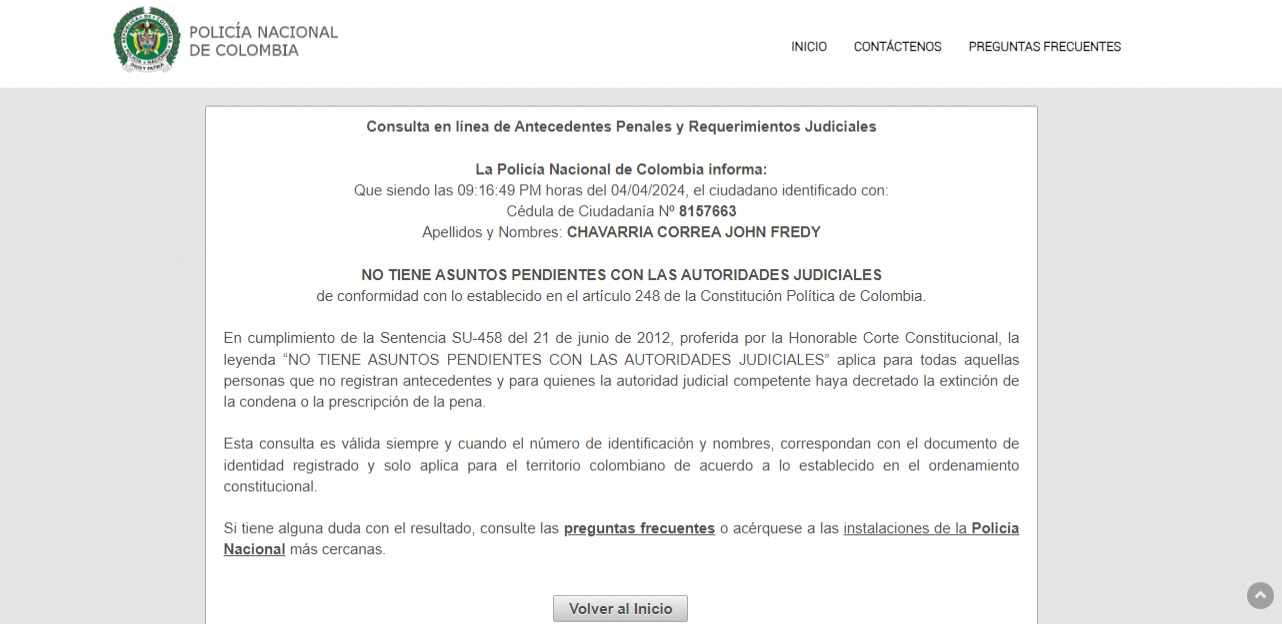 POLICÍA NACIONAL
DE COLOMBIA
INICIO CONTÁCTENOS PREGUNTAS FRECUENTES
Consulta en línea de Antecedentes Penales y Requerimientos Judiciales
La Policía Nacional de Colombia informa:
Que siendo las 09:16:49 PM horas del 04/04/2024, el ciudadano identificado con:
Cédula de Ciudadanía Nº 8157663
Apellidos y Nombres: CHAVARRIA CORREA JOHN FREDY
NO TIENE ASUNTOS PENDIENTES CON LAS AUTORIDADES JUDICIALES
de conformidad con lo establecido en el artículo 248 de la Constitución Política de Colombia.
En cumplimiento de la Sentencia SU-458 del 21 de junio de 2012, proferida por la Honorable Corte Constitucional, la
leyenda “NO TIENE ASUNTOS PENDIENTES CON LAS AUTORIDADES JUDICIALES” aplica para todas aquellas
personas que no registran antecedentes y para quienes la autoridad judicial competente haya decretado la extinción de
la condena o la prescripción de la pena.
Esta consulta es válida siempre y cuando el número de identificación y nombres, correspondan con el documento de
identidad registrado y solo aplica para el territorio colombiano de acuerdo a lo establecido en el ordenamiento
constitucional.
Si tiene alguna duda con el resultado, consulte las preguntas frecuentes o acérquese a las instalaciones de la Policía
Nacional más cercanas.
Volver al Inicio